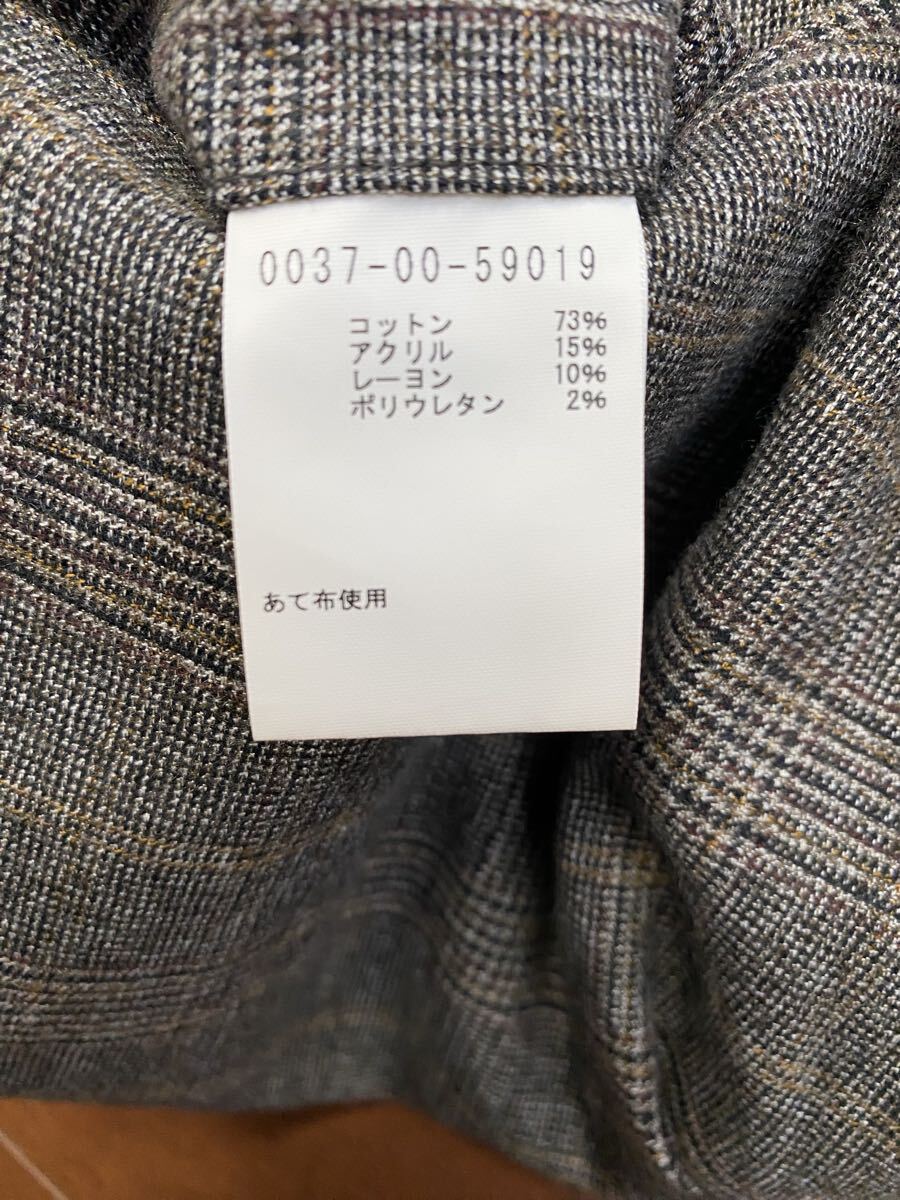 0037-00-59019
コットン 73%
アクリル 15%
レーヨン 10%
ポリウレタン 2%
あて布使用